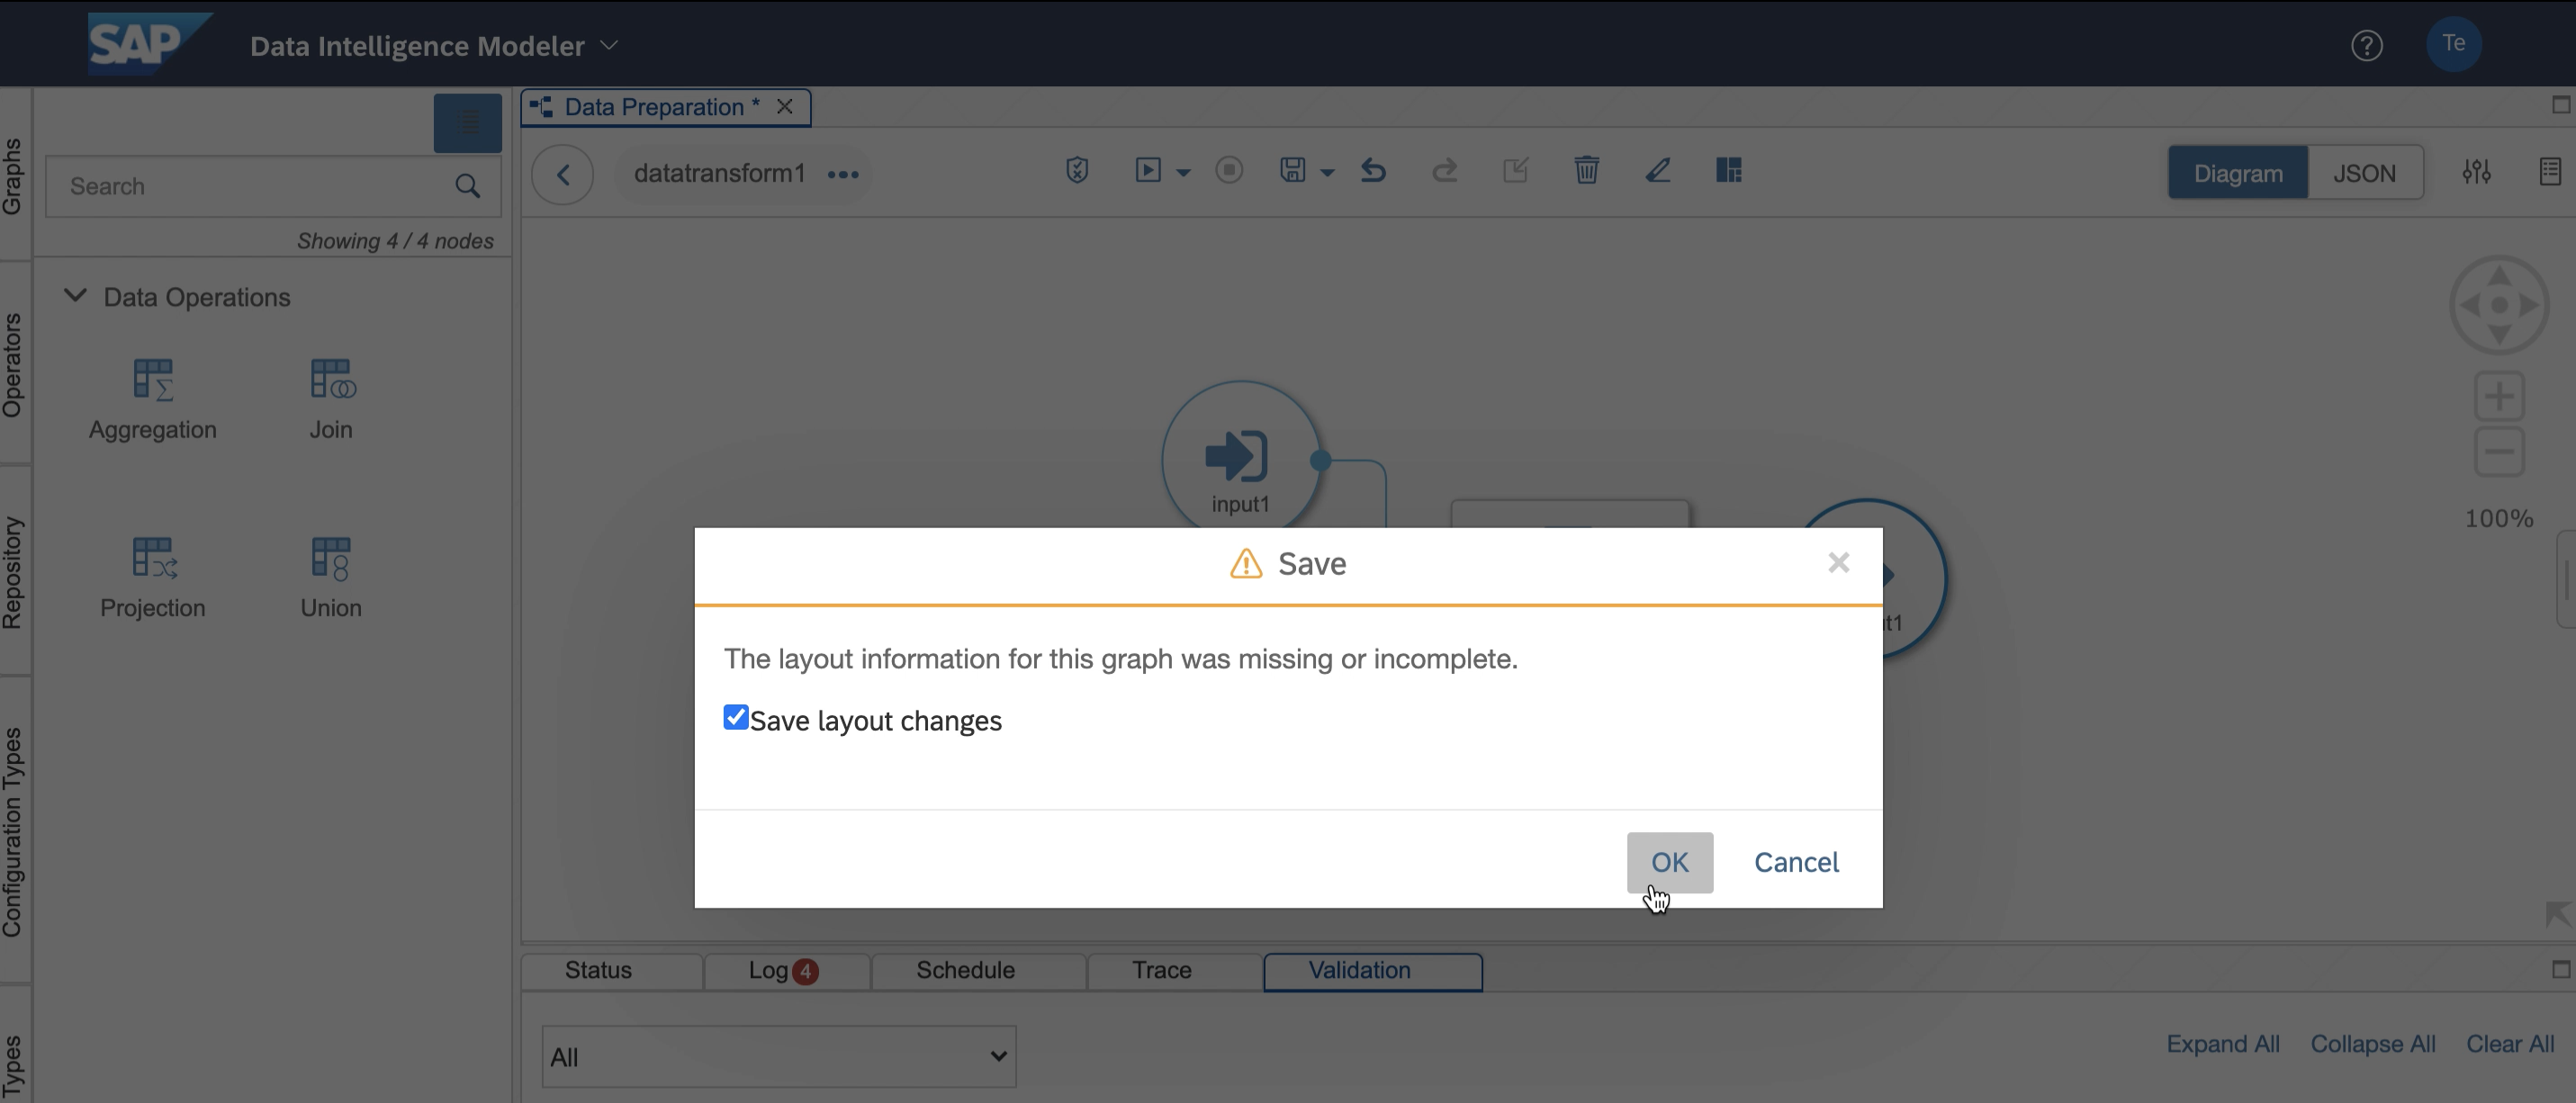 SAP
Data Intelligence Modeler
?
Te
Graphs
Operators
Repository
Configuration Types
Types
Search
Showing 4 / 4 nodes
Data Operations
Aggregation
Join
Projection
Union
Data Preparation *
datatransform1
Diagram
JSON
input1
t1
100%
Save
The layout information for this graph was missing or incomplete.
Save layout changes
OK
Cancel
Status
Log 4
Schedule
Trace
Validation
All
Expand All
Collapse All
Clear All